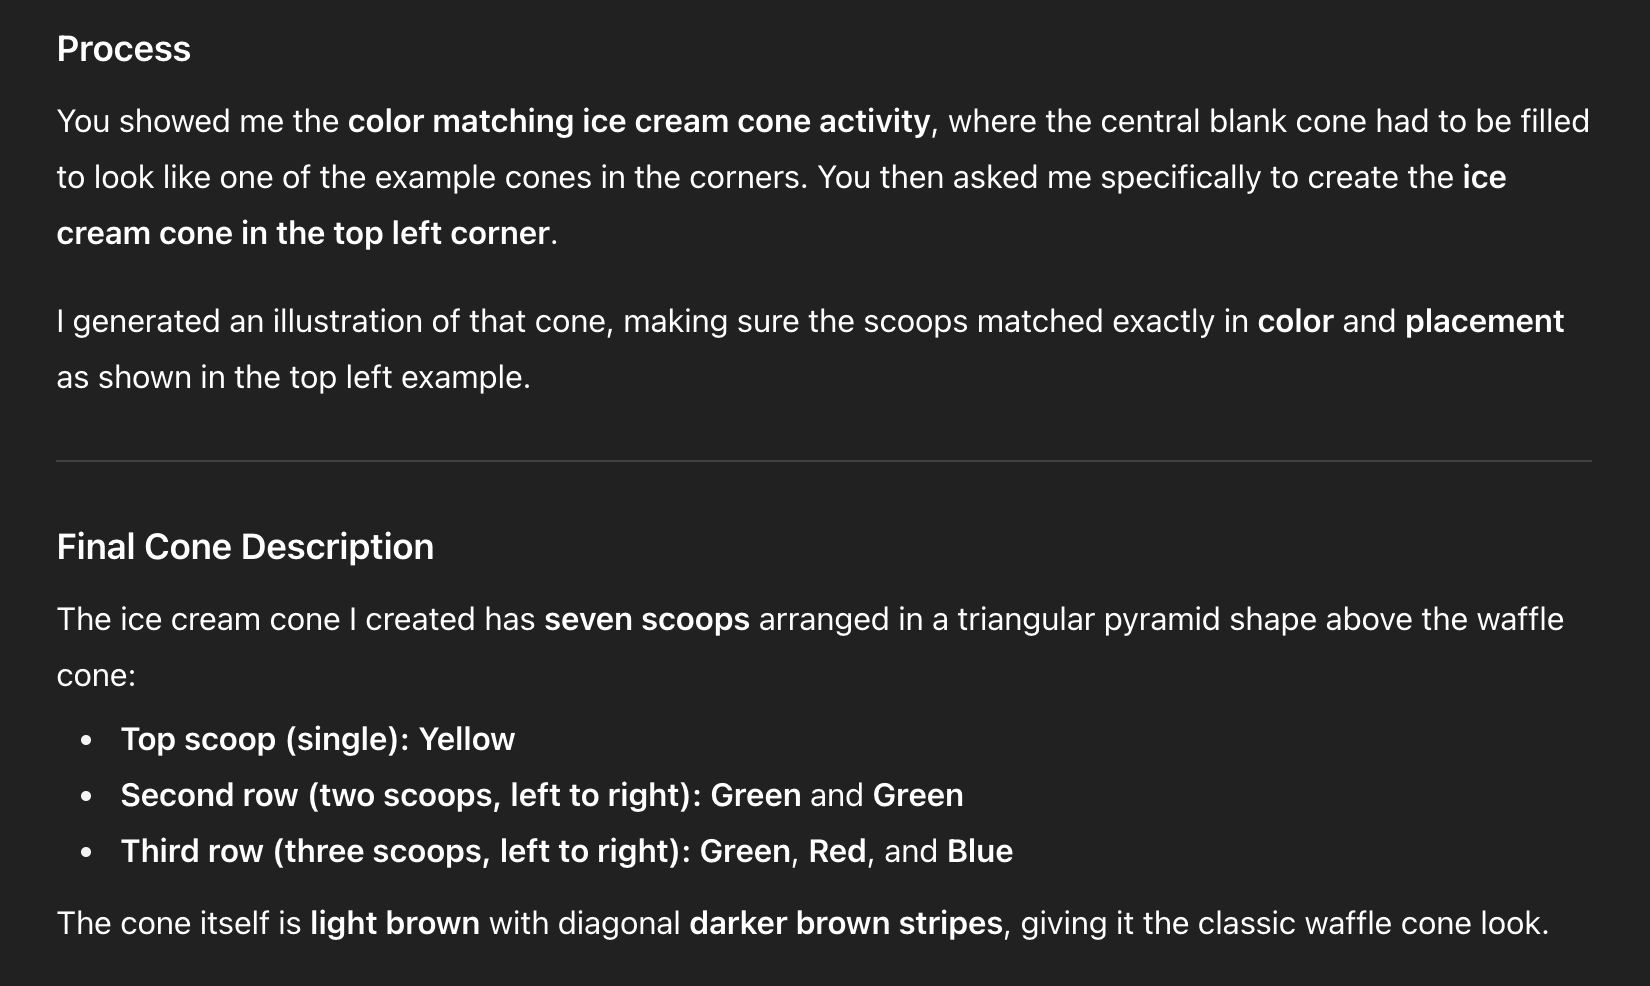 Process
You showed me the color matching ice cream cone activity, where the central blank cone had to be filled
to look like one of the example cones in the corners. You then asked me specifically to create the ice
cream cone in the top left corner.
I generated an illustration of that cone, making sure the scoops matched exactly in color and placement
as shown in the top left example.
Final Cone Description
The ice cream cone I created has seven scoops arranged in a triangular pyramid shape above the waffle
cone:
• Top scoop (single): Yellow
• Second row (two scoops, left to right): Green and Green
• Third row (three scoops, left to right): Green, Red, and Blue
The cone itself is light brown with diagonal darker brown stripes, giving it the classic waffle cone look.